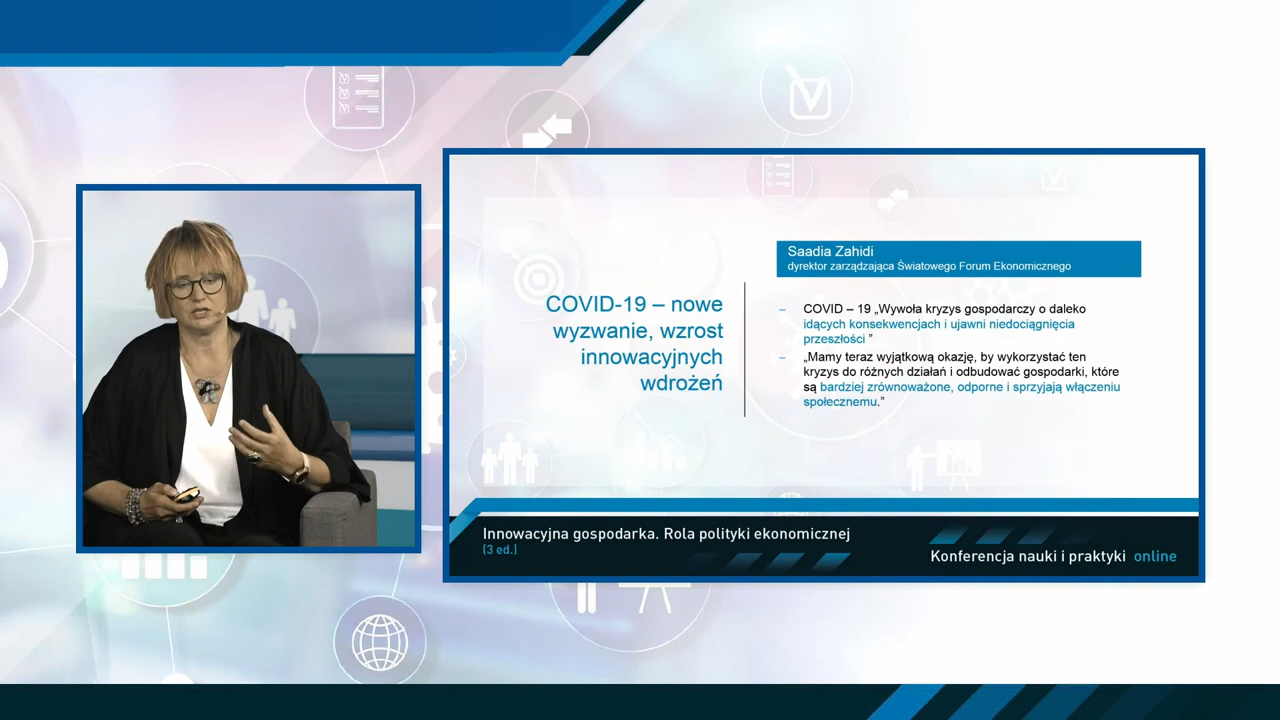 COVID-19 – nowe
wyzwanie, wzrost
innowacyjnych
wdrożeń
Saadia Zahidi
dyrektor zarządzająca Światowego Forum Ekonomicznego
– COVID – 19 „Wywoła kryzys gospodarczy o daleko
idących konsekwencjach i ujawni niedociągnięcia
przeszłości ”
– „Mamy teraz wyjątkową okazję, by wykorzystać ten
kryzys do różnych działań i odbudować gospodarki, które
są bardziej zrównoważone, odporne i sprzyjają włączeniu
społecznemu.”
Innowacyjna gospodarka. Rola polityki ekonomicznej
(3 ed.)
Konferencja nauki i praktyki online